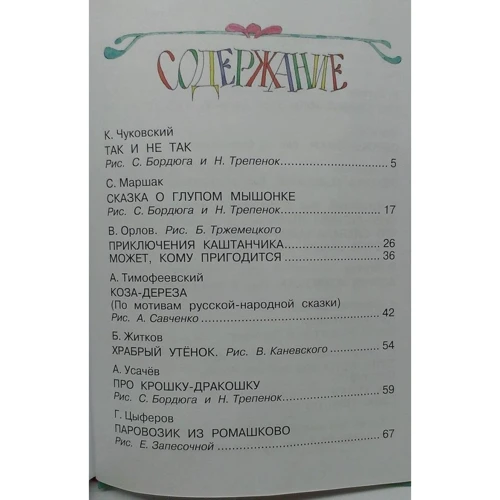 СОДЕРЖАНИЕ
К. Чуковский
ТАК И НЕ ТАК
Рис. С. Бордюга и Н. Трепенок..............................5
С. Маршак
СКАЗКА О ГЛУПОМ МЫШОНКЕ
Рис. С. Бордюга и Н. Трепенок..............................17
В. Орлов. Рис. Б. Тржемецкого
ПРИКЛЮЧЕНИЯ КАШТАНЧИКА..............................26
МОЖЕТ, КОМУ ПРИГОДИТСЯ..............................36
А. Тимофеевский
КОЗА-ДЕРЕЗА
(По мотивам русской-народной сказки)
Рис. А. Савченко..............................42
Б. Житков
ХРАБРЫЙ УТЁНОК. Рис. В. Каневского..............................54
А. Усачёв
ПРО КРОШКУ-ДРАКОШКУ
Рис. С. Бордюга и Н. Трепенок..............................59
Г. Цыферов
ПАРОВОЗИК ИЗ РОМАШКОВО
Рис. Е. Запесочной..............................67